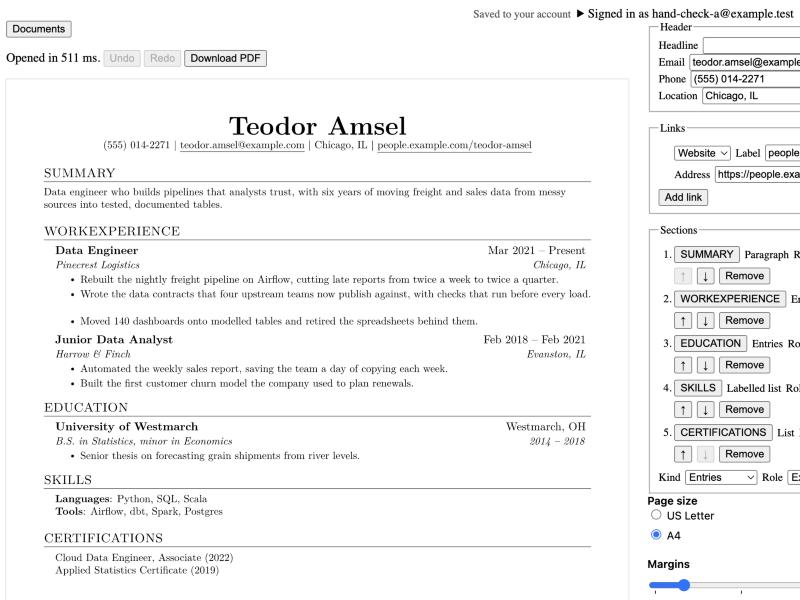 Saved to your account ▶ Signed in as hand-check-a@example.test
Documents
Opened in 511 ms. Undo Redo Download PDF
Teodor Amsel
(555) 014-2271 | teodor.amsel@example.com | Chicago, IL | people.example.com/teodor-amsel
SUMMARY
Data engineer who builds pipelines that analysts trust, with six years of moving freight and sales data from messy
sources into tested, documented tables.
WORKEXPERIENCE
Data Engineer Mar 2021 – Present
Pinecrest Logistics Chicago, IL
• Rebuilt the nightly freight pipeline on Airflow, cutting late reports from twice a week to twice a quarter.
• Wrote the data contracts that four upstream teams now publish against, with checks that run before every load.
• Moved 140 dashboards onto modelled tables and retired the spreadsheets behind them.
Junior Data Analyst Feb 2018 – Feb 2021
Harrow & Finch Evanston, IL
• Automated the weekly sales report, saving the team a day of copying each week.
• Built the first customer churn model the company used to plan renewals.
EDUCATION
University of Westmarch Westmarch, OH
B.S. in Statistics, minor in Economics 2014 – 2018
• Senior thesis on forecasting grain shipments from river levels.
SKILLS
Languages: Python, SQL, Scala
Tools: Airflow, dbt, Spark, Postgres
CERTIFICATIONS
Cloud Data Engineer, Associate (2022)
Applied Statistics Certificate (2019)
Header
Headline
Email teodor.amsel@example
Phone (555) 014-2271
Location Chicago, IL
Links
Website Label people
Address https://people.exa
Add link
Sections
1. SUMMARY Paragraph R
↑ ↓ Remove
2. WORKEXPERIENCE En
↑ ↓ Remove
3. EDUCATION Entries Ro
↑ ↓ Remove
4. SKILLS Labelled list Rol
↑ ↓ Remove
5. CERTIFICATIONS List
↑ ↓ Remove
Kind Entries Role Ex
Page size
US Letter
A4
Margins